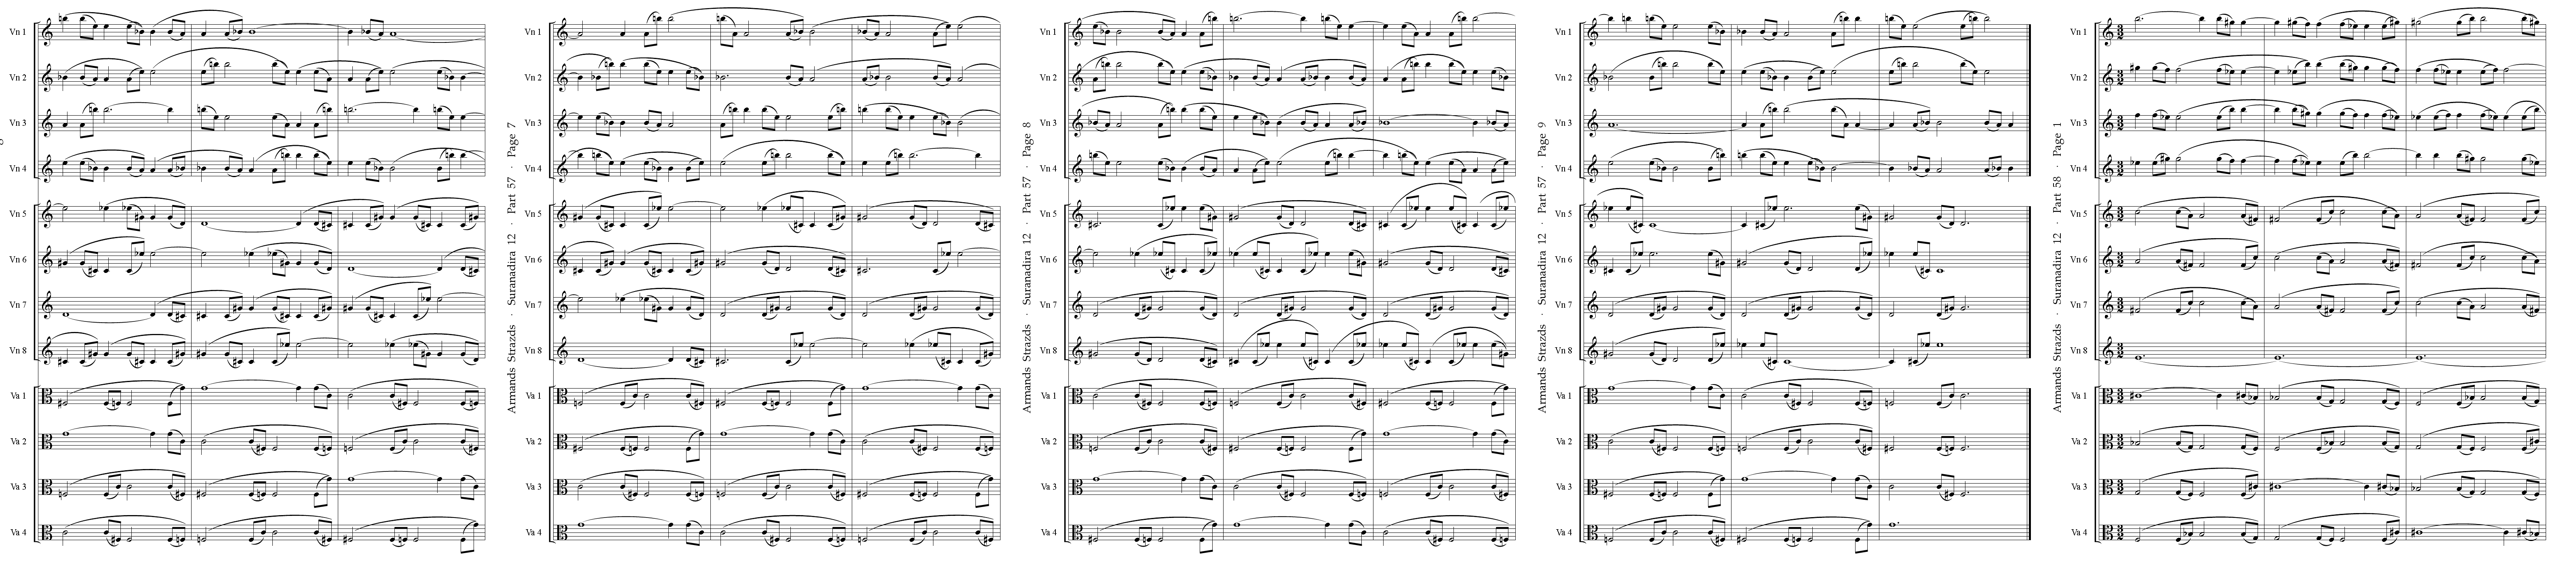 Vn 1
Vn 2
Vn 3
Vn 4
Vn 5
Vn 6
Vn 7
Vn 8
Va 1
Va 2
Va 3
Va 4
Armands Strazds · Suranadira 12 · Part 57 · Page 7
Vn 1
Vn 2
Vn 3
Vn 4
Vn 5
Vn 6
Vn 7
Vn 8
Va 1
Va 2
Va 3
Va 4
Armands Strazds · Suranadira 12 · Part 57 · Page 8
Vn 1
Vn 2
Vn 3
Vn 4
Vn 5
Vn 6
Vn 7
Vn 8
Va 1
Va 2
Va 3
Va 4
Armands Strazds · Suranadira 12 · Part 57 · Page 9
Vn 1
Vn 2
Vn 3
Vn 4
Vn 5
Vn 6
Vn 7
Vn 8
Va 1
Va 2
Va 3
Va 4
Armands Strazds · Suranadira 12 · Part 58 · Page 1
Vn 1
Vn 2
Vn 3
Vn 4
Vn 5
Vn 6
Vn 7
Vn 8
Va 1
Va 2
Va 3
Va 4